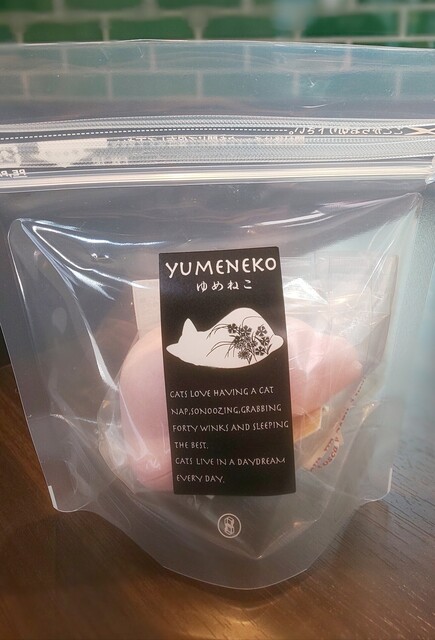 YUMENEKO
ゆめねこ
CATS LOVE HAVING A CAT
NAP,SONOOZING,GRABBING
FORTY WINKS AND SLEEPING
THE BEST.
CATS LIVE IN A DAYDREAM
EVERY DAY.